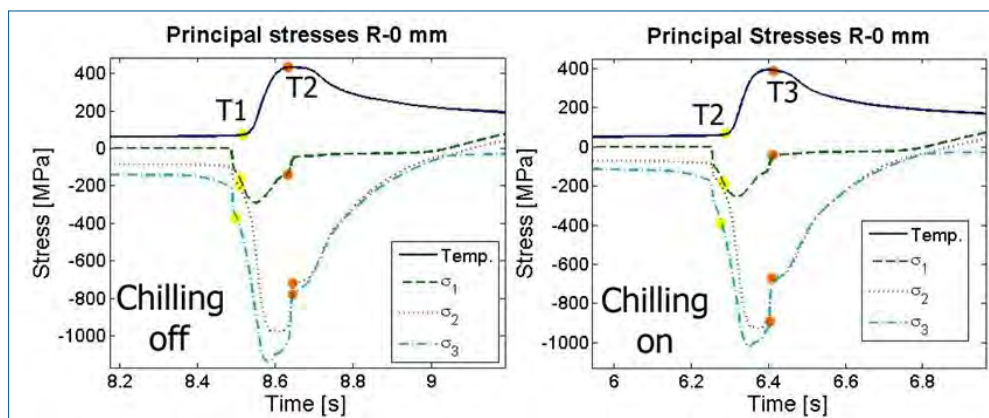 Principal stresses R-0 mm
400
200
0
-200
-400
-600
-800
-1000
Stress [MPa]
T1
T2
Chilling
off
Temp.
σ1
σ2
σ3
8.2
8.4
8.6
8.8
9
Time [s]
Principal Stresses R-0 mm
400
200
0
-200
-400
-600
-800
-1000
Stress [MPa]
T2
T3
Chilling
on
Temp.
σ1
σ2
σ3
6
6.2
6.4
6.6
6.8
Time [s]